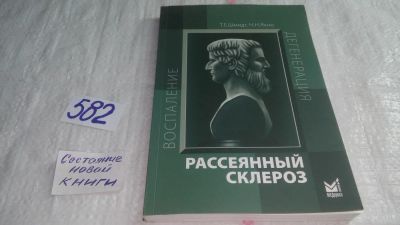 582
Состояние
новой
книги
Т.Е.Шмидт, Н.Н.Яхно
ВОСПАЛЕНИЕ
ДЕГЕНЕРАЦИЯ
РАССЕЯННЫЙ
СКЛЕРОЗ